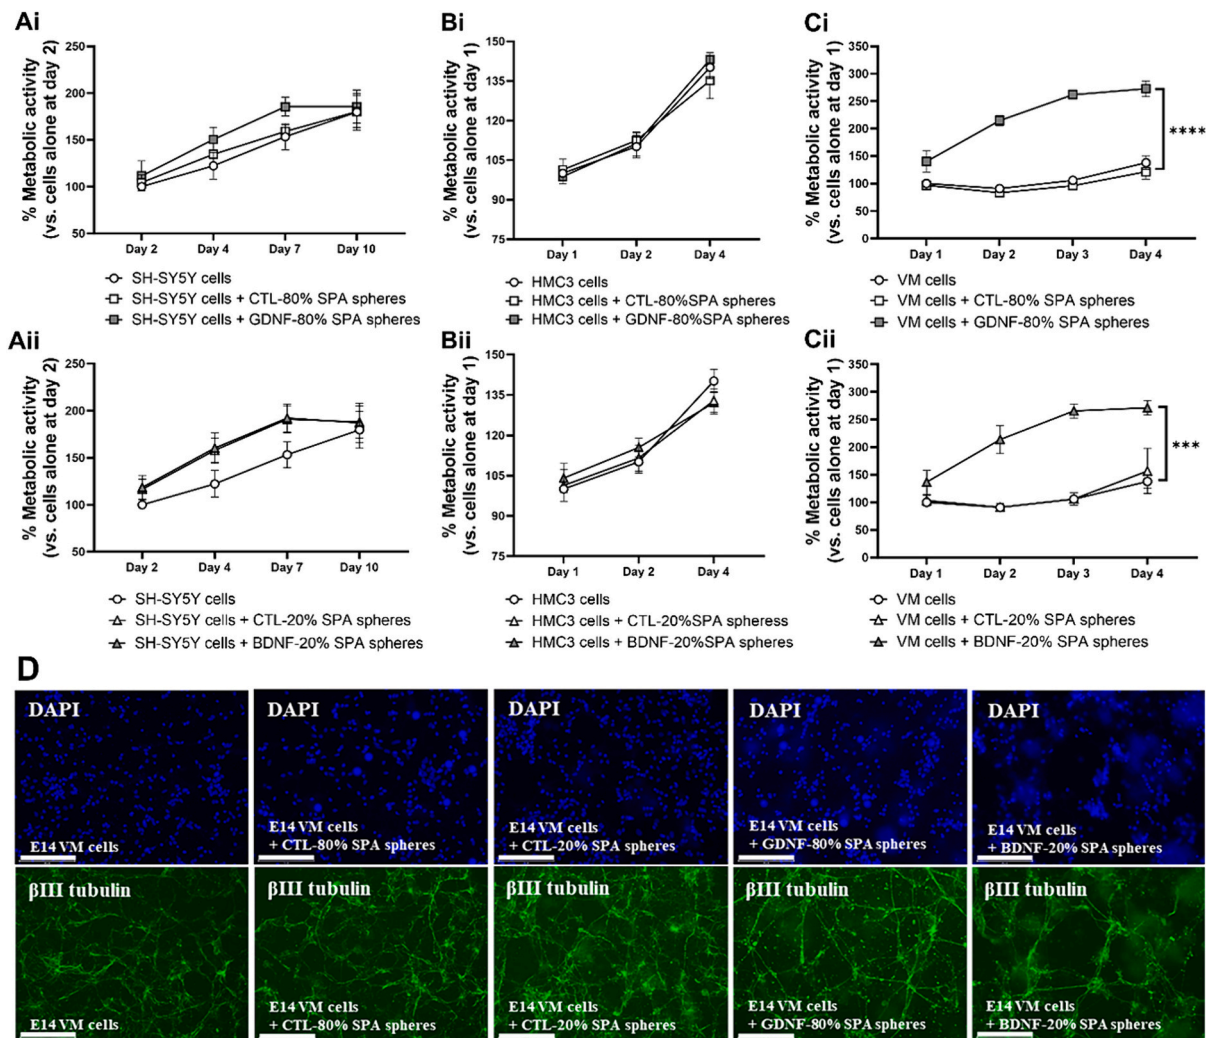 Ai
% Metabolic activity
(vs. cells alone at day 2)
250
200
150
100
50
Day 2
Day 4
Day 7
Day 10
SH-SY5Y cells
SH-SY5Y cells + CTL-80% SPA spheres
SH-SY5Y cells + GDNF-80% SPA spheres
Bi
% Metabolic activity
(vs. cells alone at day 1)
150
135
120
105
90
75
Day 1
Day 2
Day 4
HMC3 cells
HMC3 cells + CTL-80%SPA spheres
HMC3 cells + GDNF-80%SPA spheres
Ci
% Metabolic activity
(vs. cells alone at day 1)
350
300
250
200
150
100
50
0
Day 1
Day 2
Day 3
Day 4
****
VM cells
VM cells + CTL-80% SPA spheres
VM cells + GDNF-80% SPA spheres
Aii
% Metabolic activity
(vs. cells alone at day 2)
250
200
150
100
50
Day 2
Day 4
Day 7
Day 10
SH-SY5Y cells
SH-SY5Y cells + CTL-20% SPA spheress
SH-SY5Y cells + BDNF-20% SPA spheres
Bii
% Metabolic activity
(vs. cells alone at day 1)
150
135
120
105
90
75
Day 1
Day 2
Day 4
HMC3 cells
HMC3 cells + CTL-20%SPA spheres
HMC3 cells + BDNF-20%SPA spheres
Cii
% Metabolic activity
(vs. cells alone at day 1)
350
300
250
200
150
100
50
0
Day 1
Day 2
Day 3
Day 4
***
VM cells
VM cells + CTL-20% SPA spheres
VM cells + BDNF-20% SPA spheres
D
DAPI
E14 VM cells
DAPI
E14 VM cells
+ CTL-80% SPA spheres
DAPI
E14 VM cells
+ CTL-20% SPA spheres
DAPI
E14 VM cells
+ GDNF-80% SPA spheres
DAPI
E14 VM cells
+ BDNF-20% SPA spheres
βIII tubulin
E14 VM cells
βIII tubulin
E14 VM cells
+ CTL-80% SPA spheres
βIII tubulin
E14 VM cells
+ CTL-20% SPA spheres
βIII tubulin
E14 VM cells
+ GDNF-80% SPA spheres
βIII tubulin
E14 VM cells
+ BDNF-20% SPA spheres